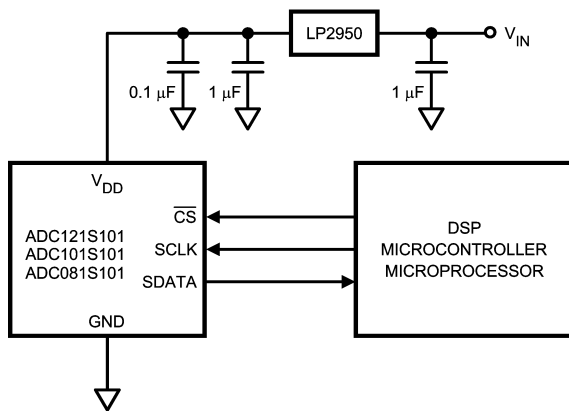 LP2950
V_IN
0.1 µF
1 µF
1 µF
V_DD
ADC121S101
ADC101S101
ADC081S101
C̅S̅
SCLK
SDATA
GND
DSP
MICROCONTROLLER
MICROPROCESSOR